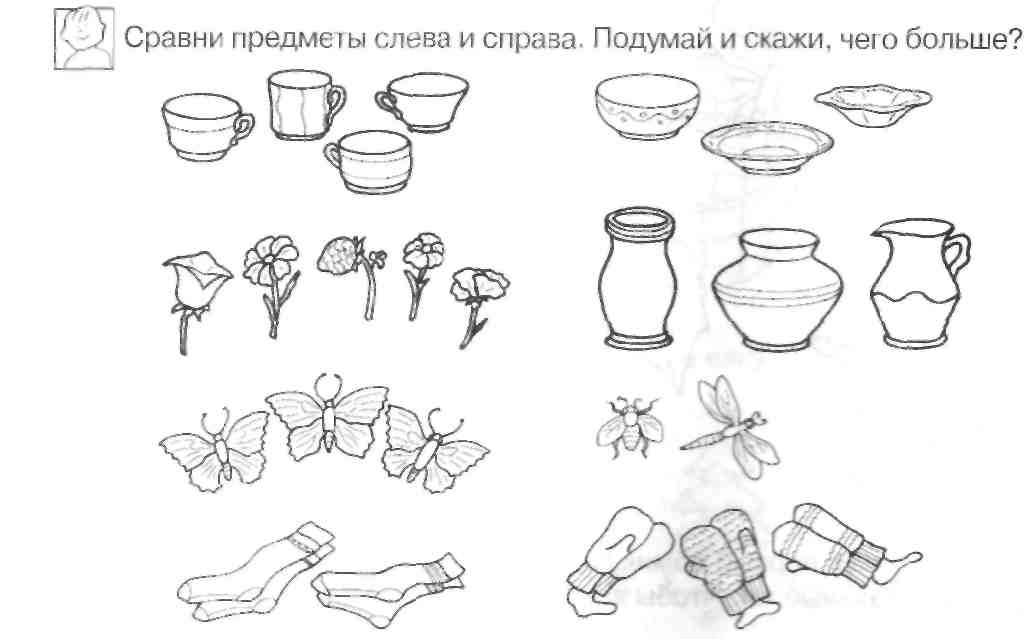 Сравни предметы слева и справа. Подумай и скажи, чего больше?